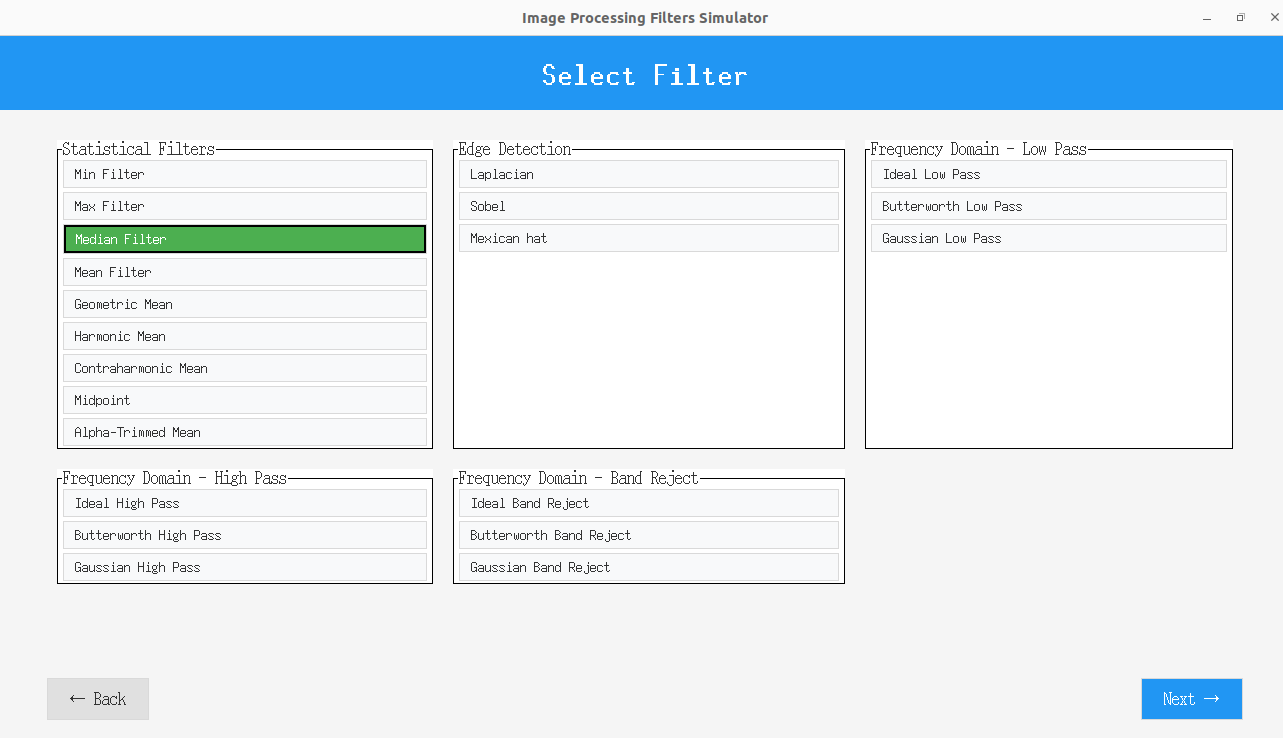 Image Processing Filters Simulator
Select Filter
Statistical Filters
Min Filter
Max Filter
Median Filter
Mean Filter
Geometric Mean
Harmonic Mean
Contraharmonic Mean
Midpoint
Alpha-Trimmed Mean
Edge Detection
Laplacian
Sobel
Mexican hat
Frequency Domain - Low Pass
Ideal Low Pass
Butterworth Low Pass
Gaussian Low Pass
Frequency Domain - High Pass
Ideal High Pass
Butterworth High Pass
Gaussian High Pass
Frequency Domain - Band Reject
Ideal Band Reject
Butterworth Band Reject
Gaussian Band Reject
← Back
Next →